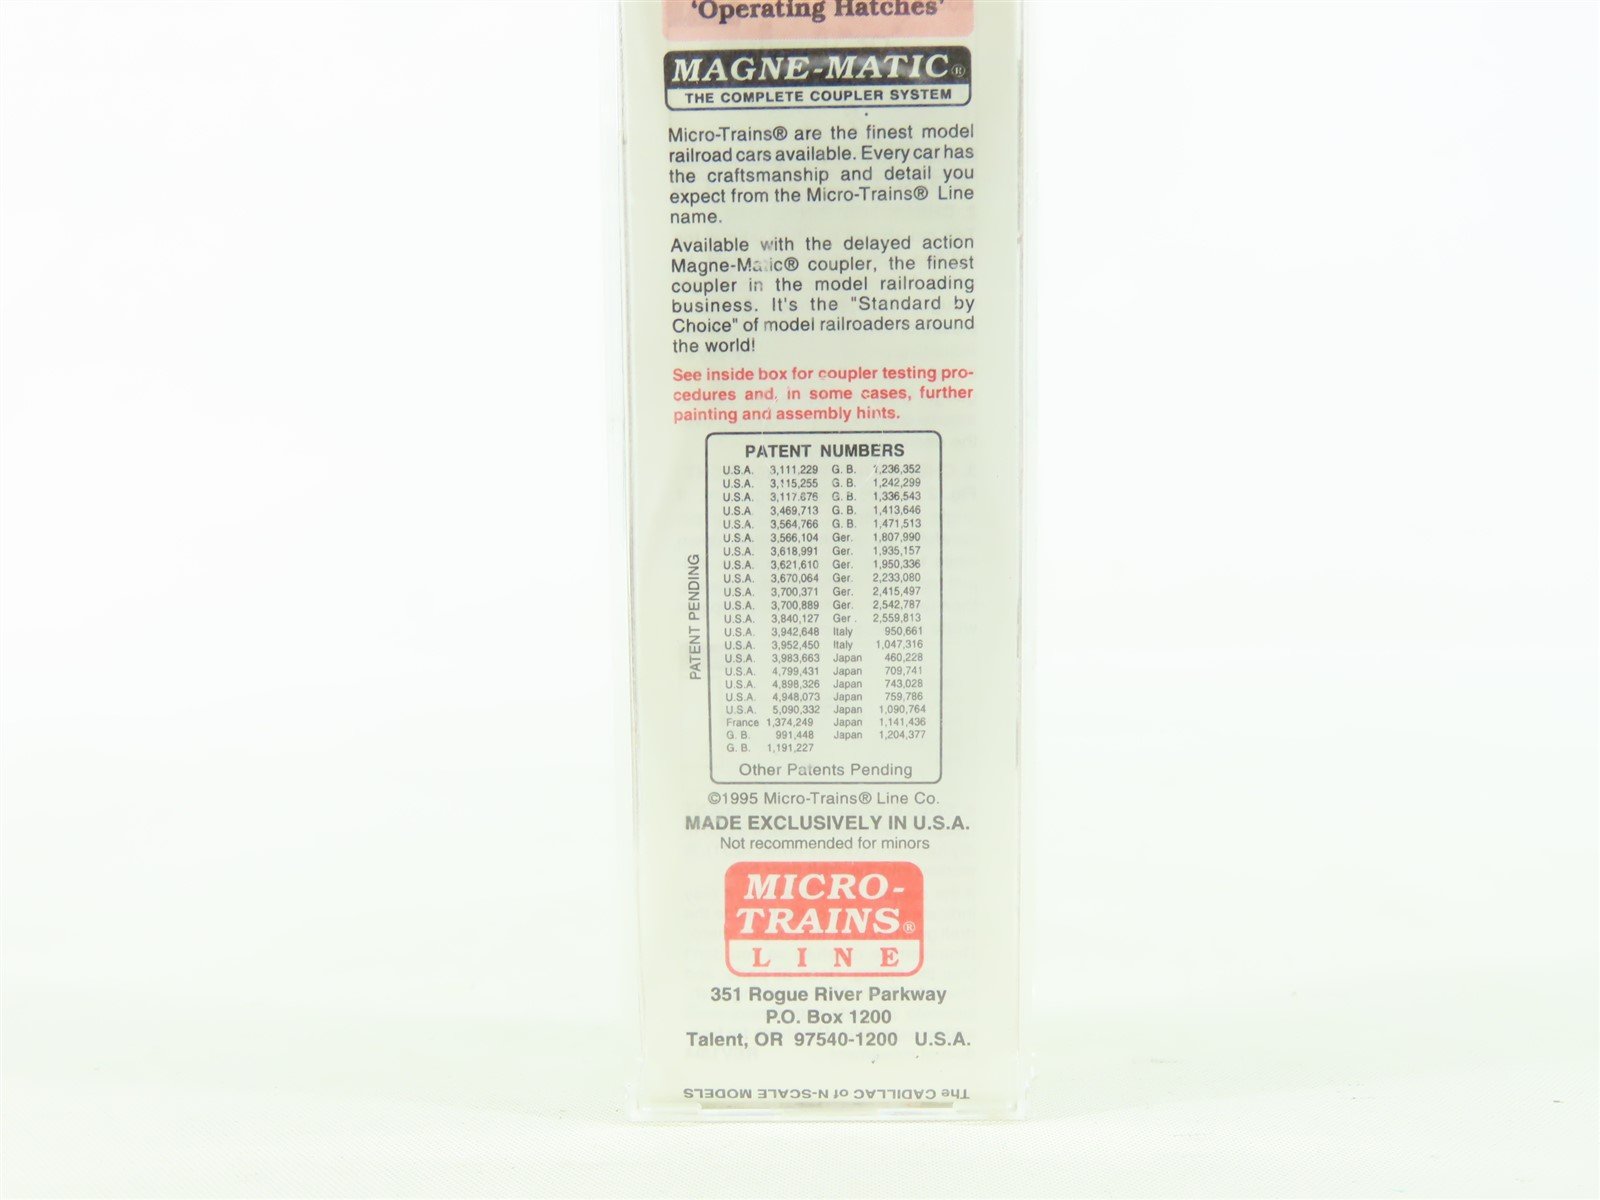 'Operating Hatches'
MAGNE-MATIC®
THE COMPLETE COUPLER SYSTEM
Micro-Trains® are the finest model
railroad cars available. Every car has
the craftsmanship and detail you
expect from the Micro-Trains® Line
name.
Available with the delayed action
Magne-Matic® coupler, the finest
coupler in the model railroading
business. It's the "Standard by
Choice" of model railroaders around
the world!
See inside box for coupler testing pro-
cedures and, in some cases, further
painting and assembly hints.
PATENT PENDING
PATENT NUMBERS
U.S.A. 3,111,229 G. B. 1,236,352
U.S.A. 3,115,255 G. B. 1,242,299
U.S.A. 3,117,676 G. B. 1,336,543
U.S.A. 3,469,713 G. B. 1,413,646
U.S.A. 3,564,766 G. B. 1,471,513
U.S.A. 3,566,104 Ger. 1,807,990
U.S.A. 3,618,991 Ger. 1,935,157
U.S.A. 3,621,610 Ger. 1,950,336
U.S.A. 3,670,064 Ger. 2,233,080
U.S.A. 3,700,371 Ger. 2,415,497
U.S.A. 3,700,889 Ger. 2,542,787
U.S.A. 3,840,127 Ger . 2,559,813
U.S.A. 3,942,648 Italy 950,661
U.S.A. 3,952,450 Italy 1,047,316
U.S.A. 3,983,663 Japan 460,228
U.S.A. 4,799,431 Japan 709,741
U.S.A. 4,898,326 Japan 743,028
U.S.A. 4,948,073 Japan 759,786
U.S.A. 5,090,332 Japan 1,090,764
France 1,374,249 Japan 1,141,436
G. B. 991,448 Japan 1,204,377
G. B. 1,191,227
Other Patents Pending
©1995 Micro-Trains® Line Co.
MADE EXCLUSIVELY IN U.S.A.
Not recommended for minors
MICRO-
TRAINS®
LINE
351 Rogue River Parkway
P.O. Box 1200
Talent, OR 97540-1200 U.S.A.
The CADILLAC of N-SCALE MODELS